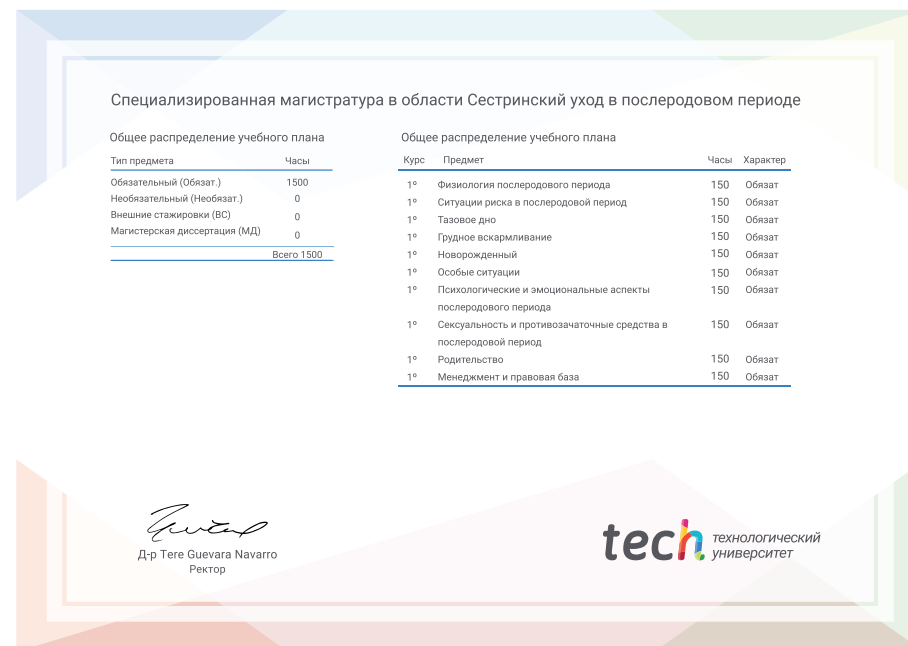 Специализированная магистратура в области Сестринский уход в послеродовом периоде
Общее распределение учебного плана
Тип предмета Часы
Обязательный (Обязат.) 1500
Необязательный (Необязат.) 0
Внешние стажировки (ВС) 0
Магистерская диссертация (МД) 0
Всего 1500
Общее распределение учебного плана
Курс Предмет Часы Характер
1º Физиология послеродового периода 150 Обязат
1º Ситуации риска в послеродовой период 150 Обязат
1º Тазовое дно 150 Обязат
1º Грудное вскармливание 150 Обязат
1º Новорожденный 150 Обязат
1º Особые ситуации 150 Обязат
1º Психологические и эмоциональные аспекты 150 Обязат
послеродового периода
1º Сексуальность и противозачаточные средства в 150 Обязат
послеродовой период
1º Родительство 150 Обязат
1º Менеджмент и правовая база 150 Обязат
Д-р Tere Guevara Navarro
Ректор
tech технологический
университет